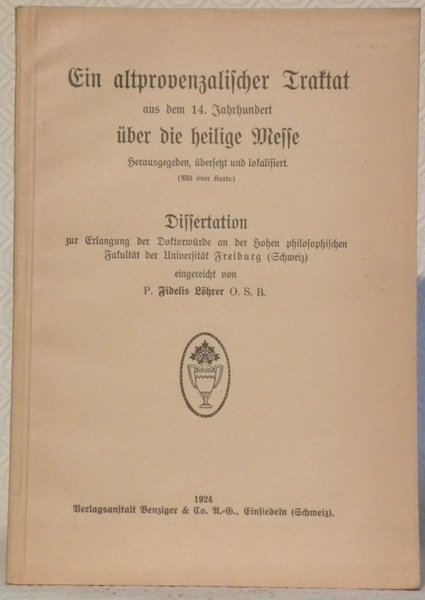 Ein altprovenzalischer Traktat
aus dem 14. Jahrhundert
über die heilige Messe
Herausgegeben, übersetzt und lokalisiert.
(Mit einer Karte.)
Dissertation
zur Erlangung der Doktorwürde an der Hohen philosophischen
Fakultät der Universität Freiburg (Schweiz)
eingereicht von
P. Fidelis Löhrer O. S. B.
1924
Verlagsanstalt Benziger & Co. A.-G., Einsiedeln (Schweiz).